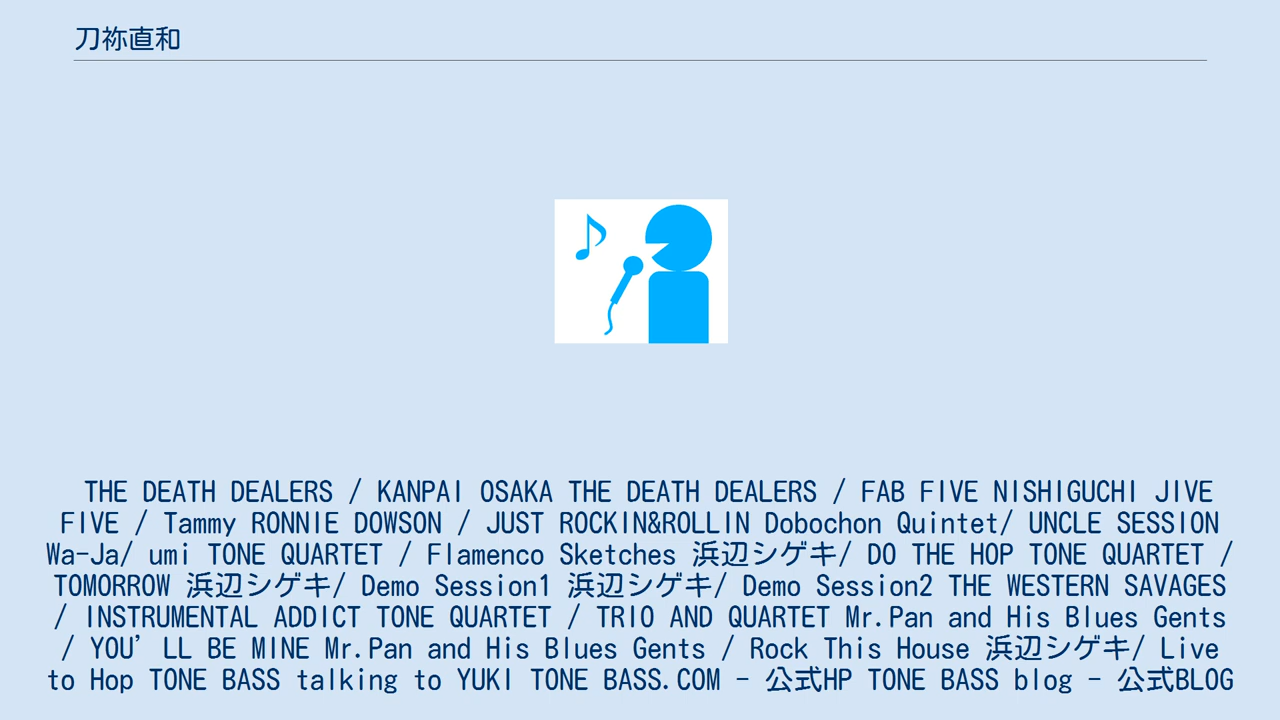 刀祢直和
THE DEATH DEALERS / KANPAI OSAKA THE DEATH DEALERS / FAB FIVE NISHIGUCHI JIVE
FIVE / Tammy RONNIE DOWSON / JUST ROCKIN&ROLLIN Dobochon Quintet/ UNCLE SESSION
Wa-Ja/ umi TONE QUARTET / Flamenco Sketches 浜辺シゲキ/ DO THE HOP TONE QUARTET /
TOMORROW 浜辺シゲキ/ Demo Session1 浜辺シゲキ/ Demo Session2 THE WESTERN SAVAGES
/ INSTRUMENTAL ADDICT TONE QUARTET / TRIO AND QUARTET Mr.Pan and His Blues Gents
/ YOU’LL BE MINE Mr.Pan and His Blues Gents / Rock This House 浜辺シゲキ/ Live
to Hop TONE BASS talking to YUKI TONE BASS.COM - 公式HP TONE BASS blog - 公式BLOG